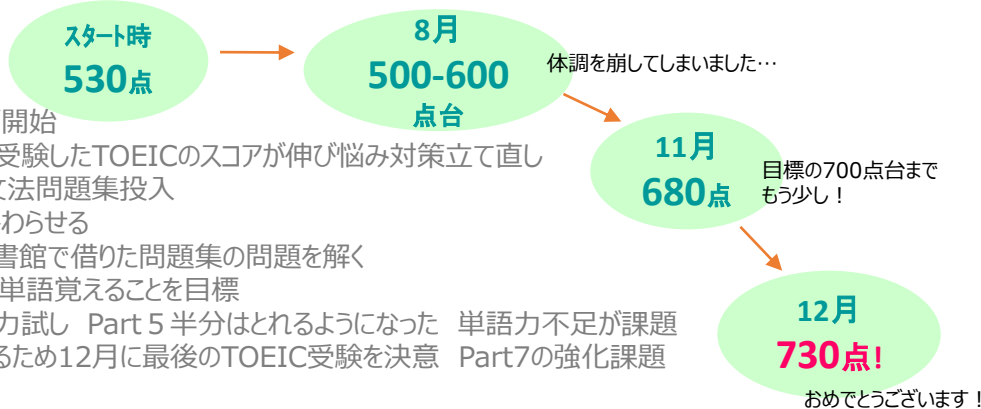 スタート時
530点
8月
500-600
点台
体調を崩してしまいました…
11月
680点
目標の700点台まで
もう少し！
12月
730点!
おめでとうございます！
開始
受験したTOEICのスコアが伸び悩み対策立て直し
文法問題集投入
終わらせる
書館で借りた問題集の問題を解く
単語覚えることを目標
力試し Part５半分はとれるようになった 単語力不足が課題
るため12月に最後のTOEIC受験を決意 Part7の強化課題